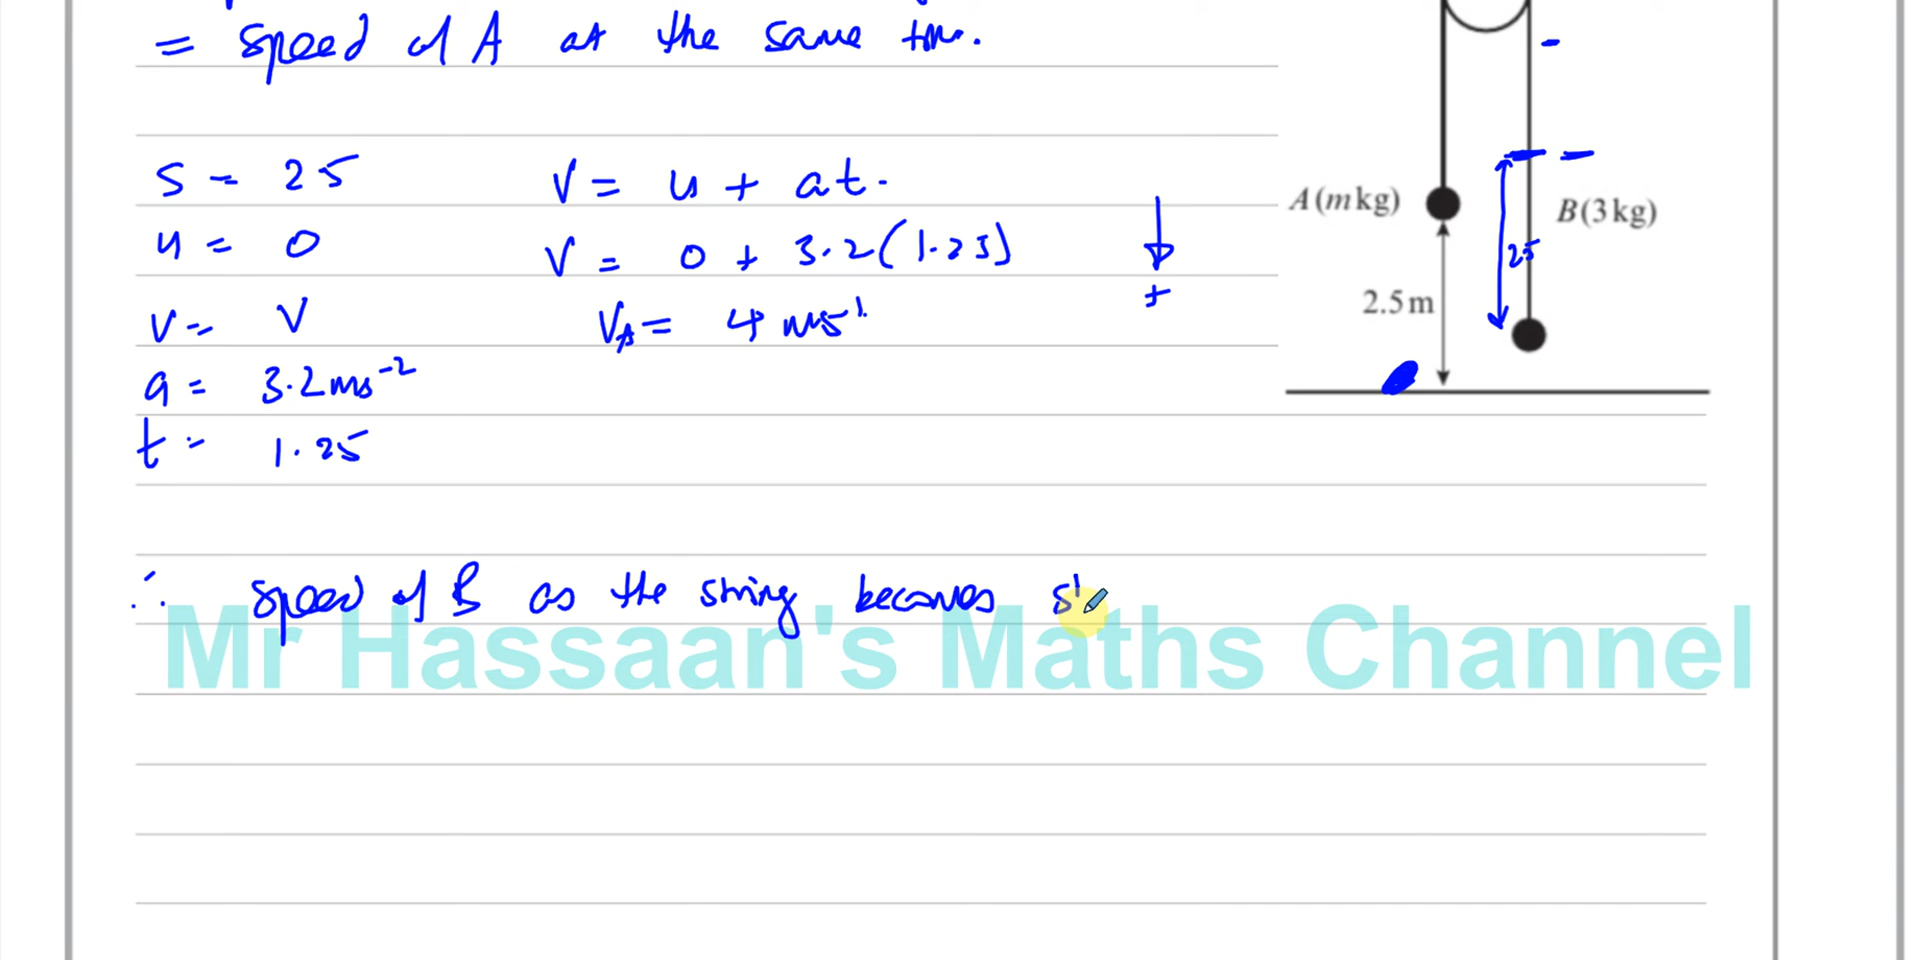 = speed of A at the same time.
s = 25
u = 0
v = V
a = 3.2ms⁻²
t = 1.25
V = u + at.
V = 0 + 3.2(1.25)
V_A = 4 ms⁻¹
+
A(m kg)
B(3 kg)
25
2.5 m
∴ speed of B as the string becomes
Mr Hassaan's Maths Channel